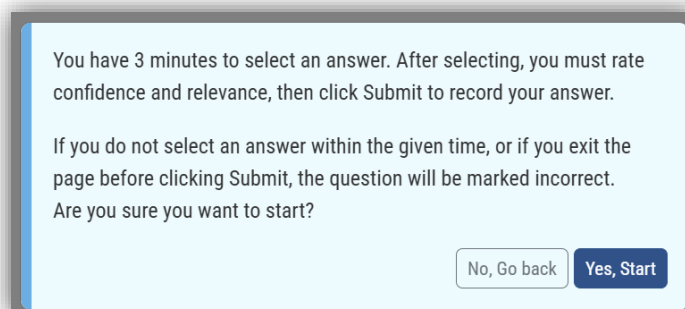 You have 3 minutes to select an answer. After selecting, you must rate
confidence and relevance, then click Submit to record your answer.
If you do not select an answer within the given time, or if you exit the
page before clicking Submit, the question will be marked incorrect.
Are you sure you want to start?
No, Go back
Yes, Start